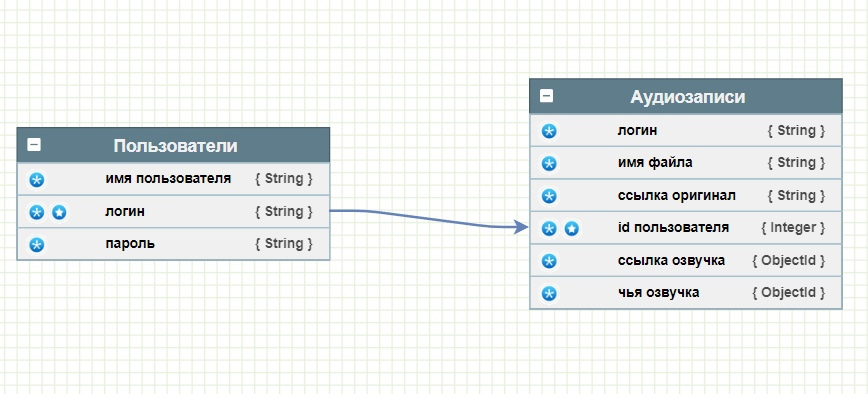 Пользователи
имя пользователя { String }
логин { String }
пароль { String }
Аудиозаписи
логин { String }
имя файла { String }
ссылка оригинал { String }
id пользователя { Integer }
ссылка озвучка { ObjectId }
чья озвучка { ObjectId }